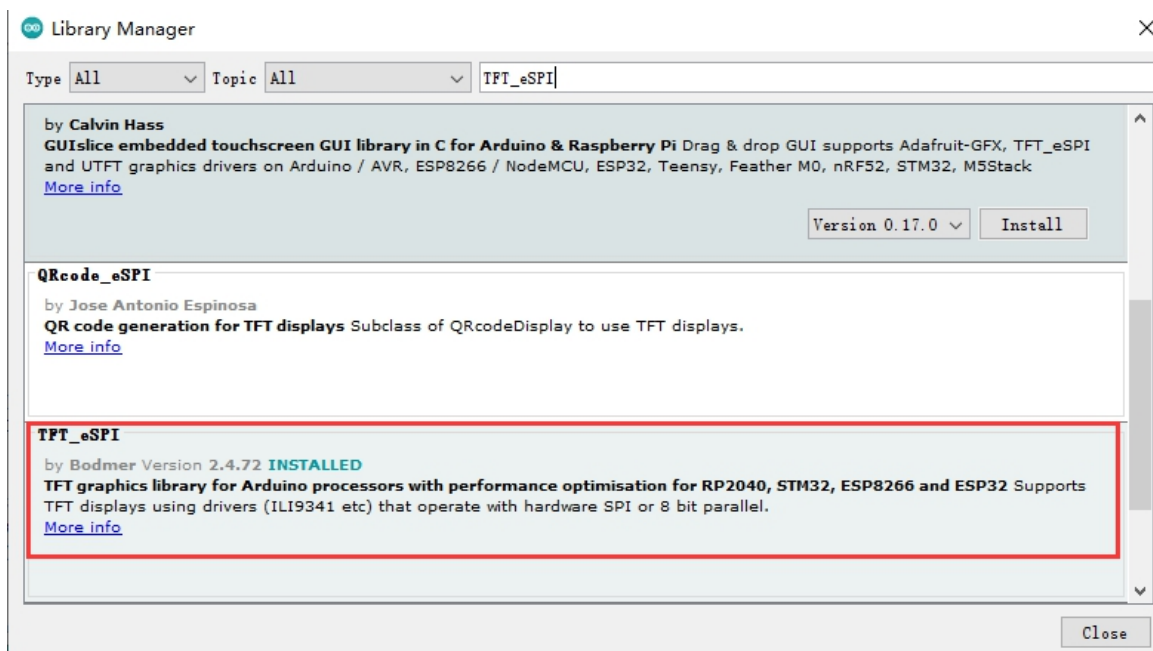 Library Manager
Type All Topic All TFT_eSPI
by Calvin Hass
GUIslice embedded touchscreen GUI library in C for Arduino & Raspberry Pi Drag & drop GUI supports Adafruit-GFX, TFT_eSPI
and UTFT graphics drivers on Arduino / AVR, ESP8266 / NodeMCU, ESP32, Teensy, Feather M0, nRF52, STM32, M5Stack
More info
Version 0.17.0 Install
QRcode_eSPI
by Jose Antonio Espinosa
QR code generation for TFT displays Subclass of QRcodeDisplay to use TFT displays.
More info
TFT_eSPI
by Bodmer Version 2.4.72 INSTALLED
TFT graphics library for Arduino processors with performance optimisation for RP2040, STM32, ESP8266 and ESP32 Supports
TFT displays using drivers (ILI9341 etc) that operate with hardware SPI or 8 bit parallel.
More info
Close